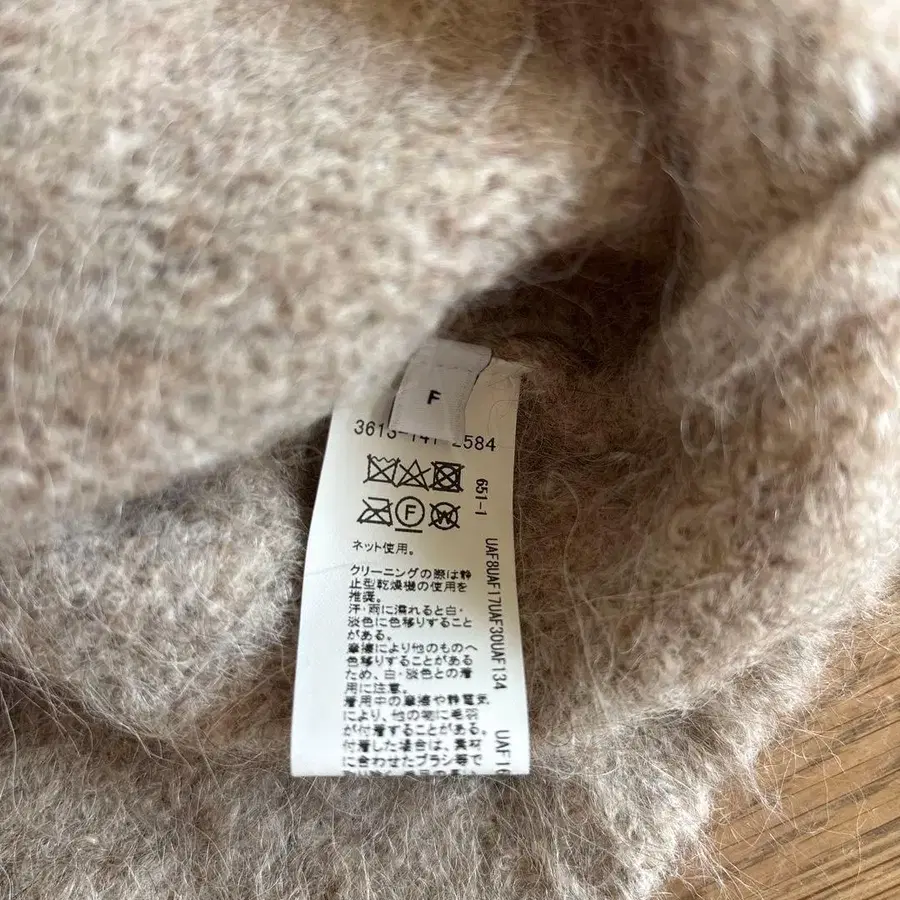 F
2584
F W
651-1
ネット使用。
クリーニングの際は静
止型乾燥機の使用を
推奨。
汗・雨に濡れると白・
淡色に色移りすること
がある。
摩擦により他のものへ
色移りすることがある
ため、白・淡色との着
用に注意。
着用中の摩擦や静電気
により、他の物に毛羽
が付着することがある。
付着した場合は、素材
に合わせたブラシ等で
UAF8UAF17UAF30UAF134